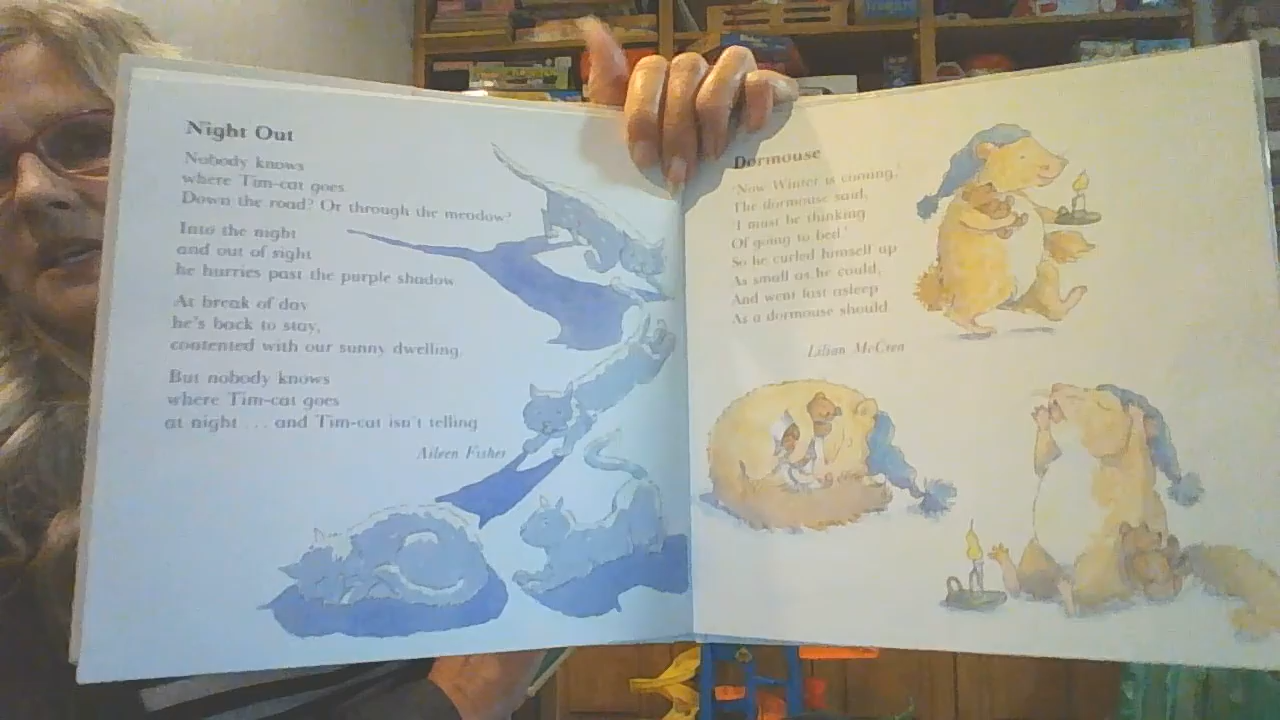 Night Out
Nobody knows
where Tim-cat goes.
Down the road? Or through the meadow?
Into the night
and out of sight
he hurries past the purple shadow
At break of day
he's back to stay,
contented with our sunny dwelling.
But nobody knows
where Tim-cat goes
at night ... and Tim-cat isn't telling
Aileen Fisher
Dormouse
'Now Winter is coming,'
The dormouse said,
'I must be thinking
Of going to bed.'
So he curled himself up
As small as he could,
And went fast asleep
As a dormouse should
Lilian McCrea